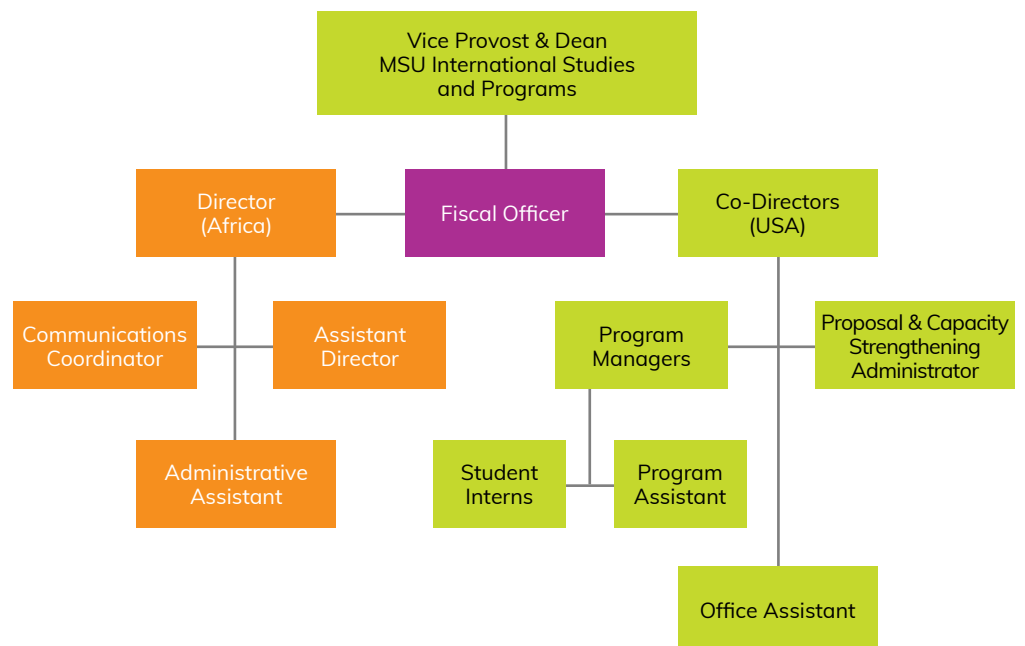 Vice Provost & Dean
MSU International Studies
and Programs
Director
(Africa)
Fiscal Officer
Co-Directors
(USA)
Communications
Coordinator
Assistant
Director
Program
Managers
Proposal & Capacity
Strengthening
Administrator
Administrative
Assistant
Student
Interns
Program
Assistant
Office Assistant